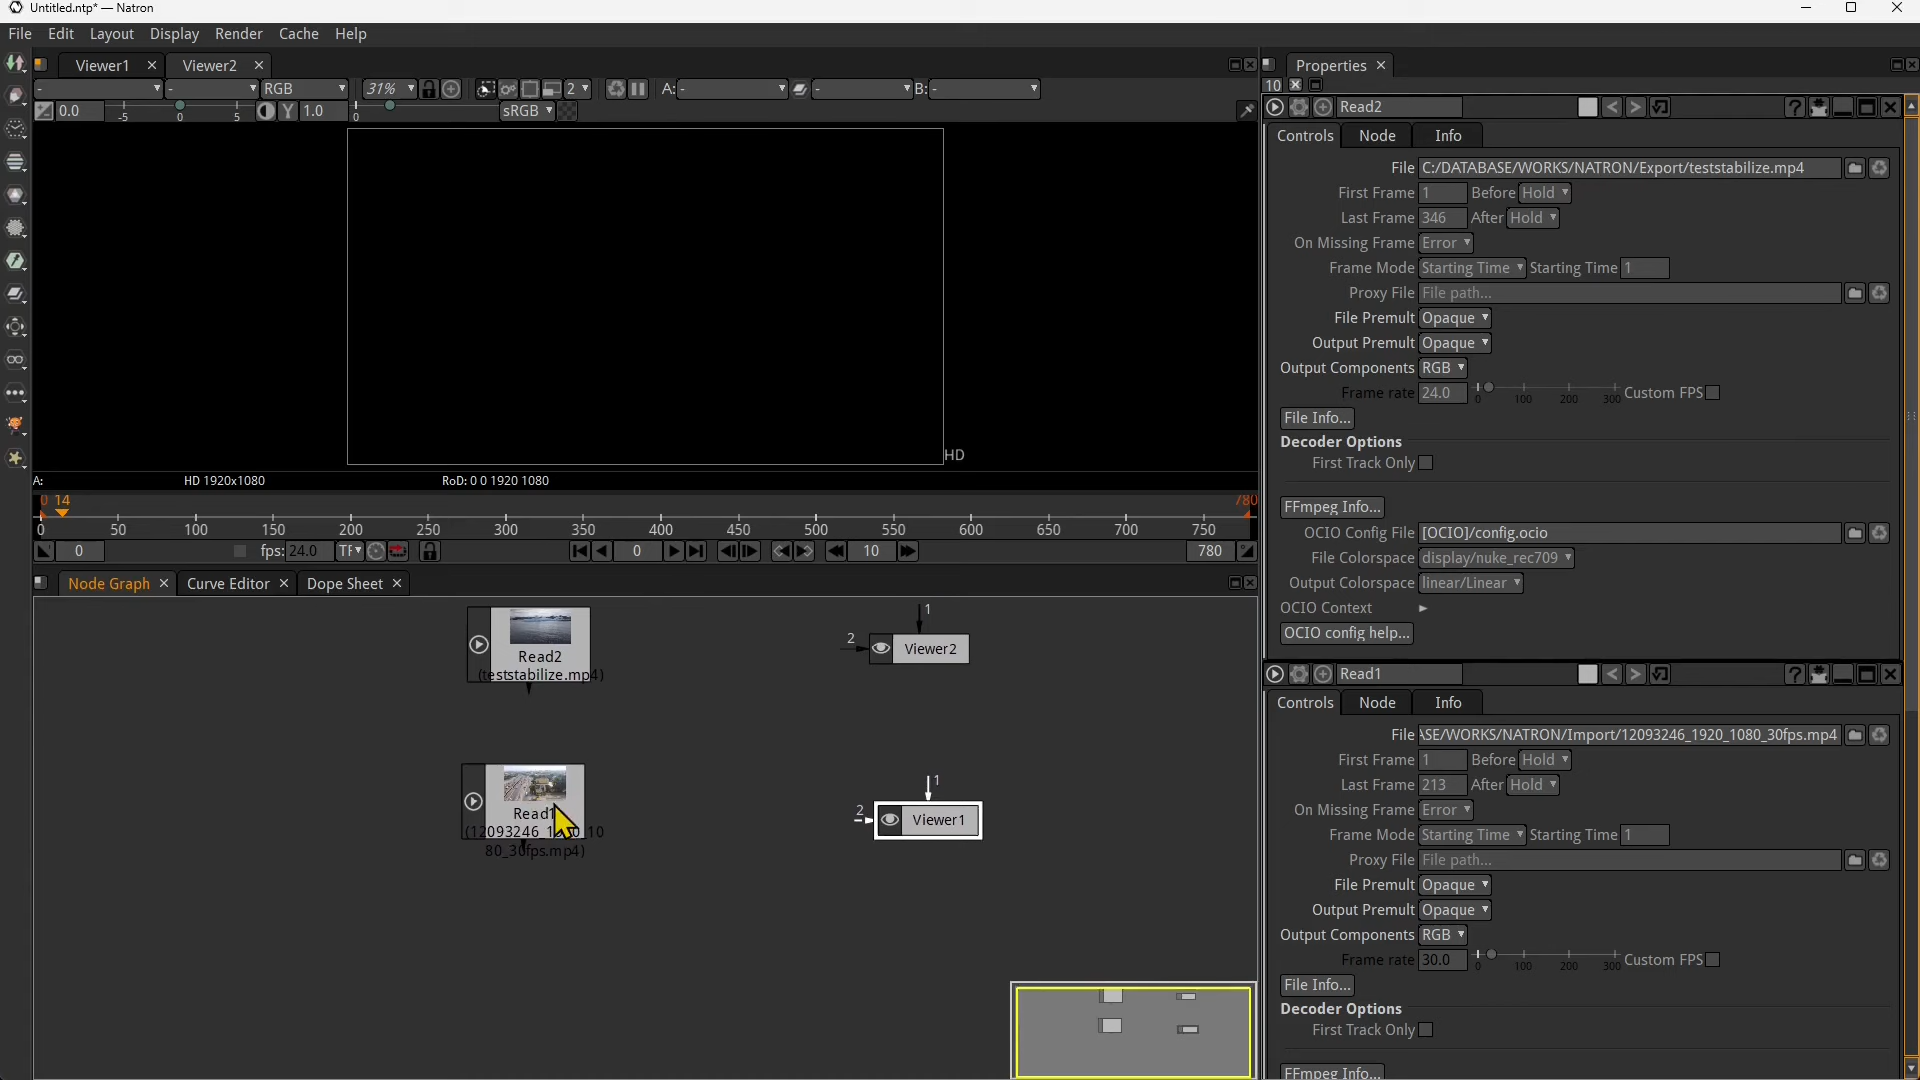 Untitled.ntp* — Natron
File Edit Layout Display Render Cache Help
Viewer1 Viewer2
- - RGB 31% 2 A: - - B: -
0.0 -5 0 5 Y 1.0 0 sRGB
HD
A: HD 1920x1080 RoD: 0 0 1920 1080
0 14 780
0 50 100 150 200 250 300 350 400 450 500 550 600 650 700 750
0 fps: 24.0 TF 0 10 780
Node Graph Curve Editor Dope Sheet
Read2
(teststabilize.mp4)
1
2 Viewer2
Read1
80_30fps.mp4)
1
2 Viewer1
Properties
10
Read2
Controls Node Info
File C:/DATABASE/WORKS/NATRON/Export/teststabilize.mp4
First Frame 1 Before Hold
Last Frame 346 After Hold
On Missing Frame Error
Frame Mode Starting Time Starting Time 1
Proxy File File path...
File Premult Opaque
Output Premult Opaque
Output Components RGB
Frame rate 24.0 0 100 200 300 Custom FPS
File Info...
Decoder Options
First Track Only
FFmpeg Info...
OCIO Config File [OCIO]/config.ocio
File Colorspace display/nuke_rec709
Output Colorspace linear/Linear
OCIO Context
OCIO config help...
Read1
Controls Node Info
File ASE/WORKS/NATRON/Import/12093246_1920_1080_30fps.mp4
First Frame 1 Before Hold
Last Frame 213 After Hold
On Missing Frame Error
Frame Mode Starting Time Starting Time 1
Proxy File File path...
File Premult Opaque
Output Premult Opaque
Output Components RGB
Frame rate 30.0 0 100 200 300 Custom FPS
File Info...
Decoder Options
First Track Only
FFmpeg Info...